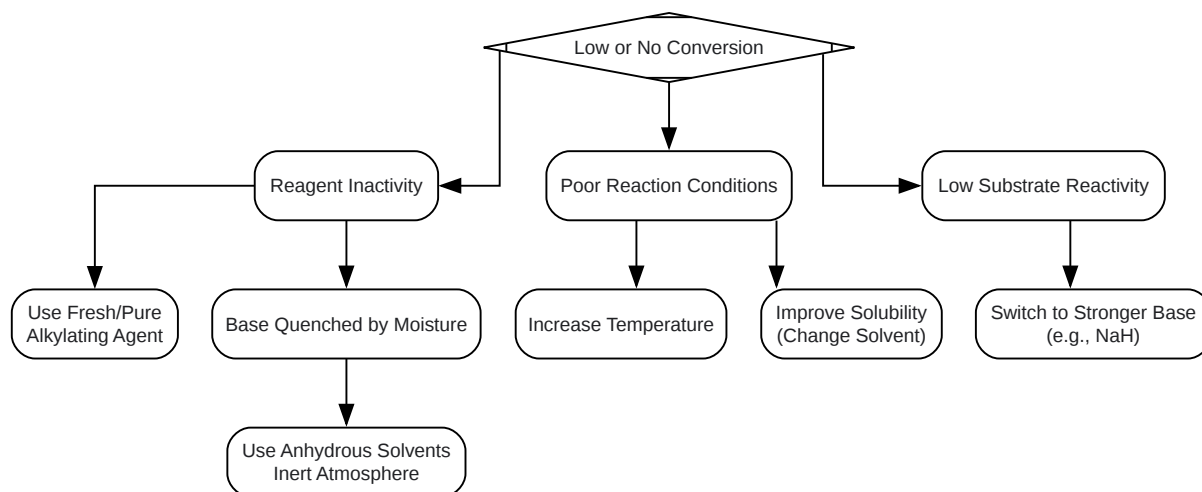 Low or No Conversion
Reagent Inactivity
Poor Reaction Conditions
Low Substrate Reactivity
Use Fresh/Pure
Alkylating Agent
Base Quenched by Moisture
Increase Temperature
Improve Solubility
(Change Solvent)
Switch to Stronger Base
(e.g., NaH)
Use Anhydrous Solvents
Inert Atmosphere